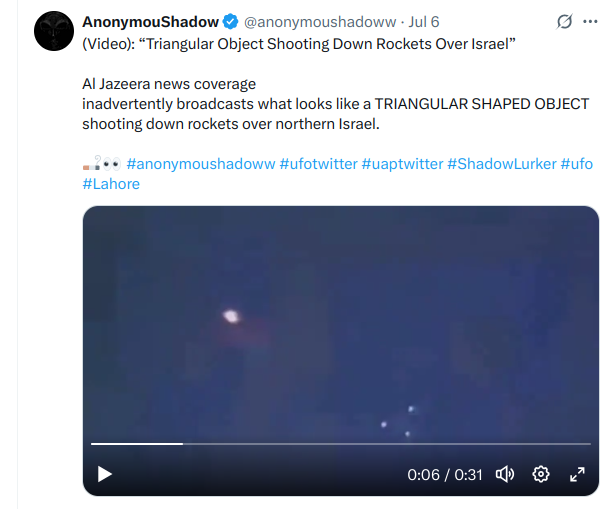 AnonymouShadow @anonymoushadoww · Jul 6
(Video): “Triangular Object Shooting Down Rockets Over Israel”
Al Jazeera news coverage
inadvertently broadcasts what looks like a TRIANGULAR SHAPED OBJECT
shooting down rockets over northern Israel.
🚬👀 #anonymoushadoww #ufotwitter #uaptwitter #ShadowLurker #ufo
#Lahore
0:06 / 0:31